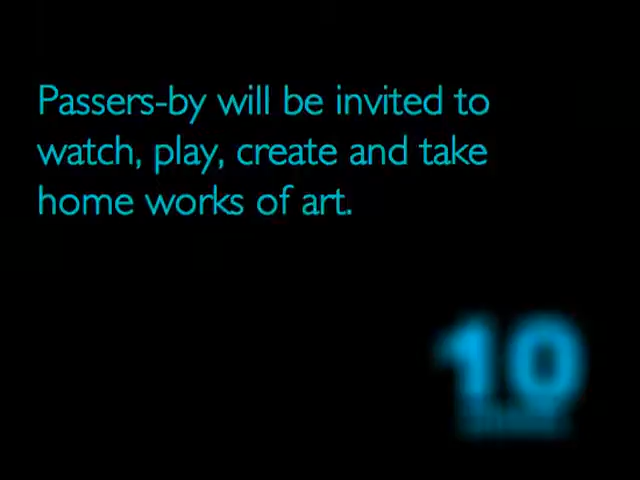 Passers-by will be invited to
watch, play, create and take
home works of art.
10